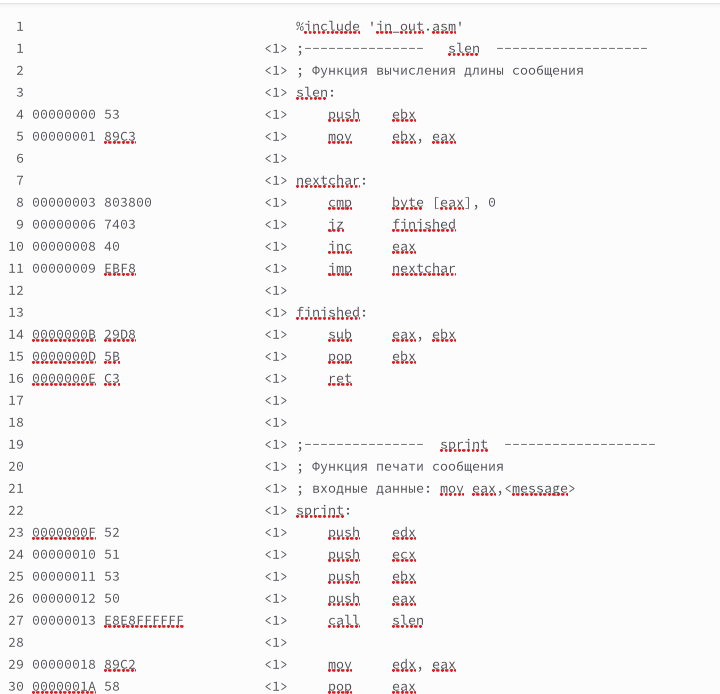 1                                  %include 'in_out.asm'
1                              <1> ;---------------   slen  -------------------
2                              <1> ; Функция вычисления длины сообщения
3                              <1> slen:
4 00000000 53                  <1>     push    ebx
5 00000001 89C3                <1>     mov     ebx, eax
6                              <1>
7                              <1> nextchar:
8 00000003 803800              <1>     cmp     byte [eax], 0
9 00000006 7403                <1>     jz      finished
10 00000008 40                  <1>     inc     eax
11 00000009 EBF8                <1>     jmp     nextchar
12                              <1>
13                              <1> finished:
14 0000000B 29D8                <1>     sub     eax, ebx
15 0000000D 5B                  <1>     pop     ebx
16 0000000E C3                  <1>     ret
17                              <1>
18                              <1>
19                              <1> ;---------------  sprint  -------------------
20                              <1> ; Функция печати сообщения
21                              <1> ; входные данные: mov eax,<message>
22                              <1> sprint:
23 0000000F 52                  <1>     push    edx
24 00000010 51                  <1>     push    ecx
25 00000011 53                  <1>     push    ebx
26 00000012 50                  <1>     push    eax
27 00000013 E8E8FFFFFF          <1>     call    slen
28                              <1>
29 00000018 89C2                <1>     mov     edx, eax
30 0000001A 58                  <1>     pop     eax